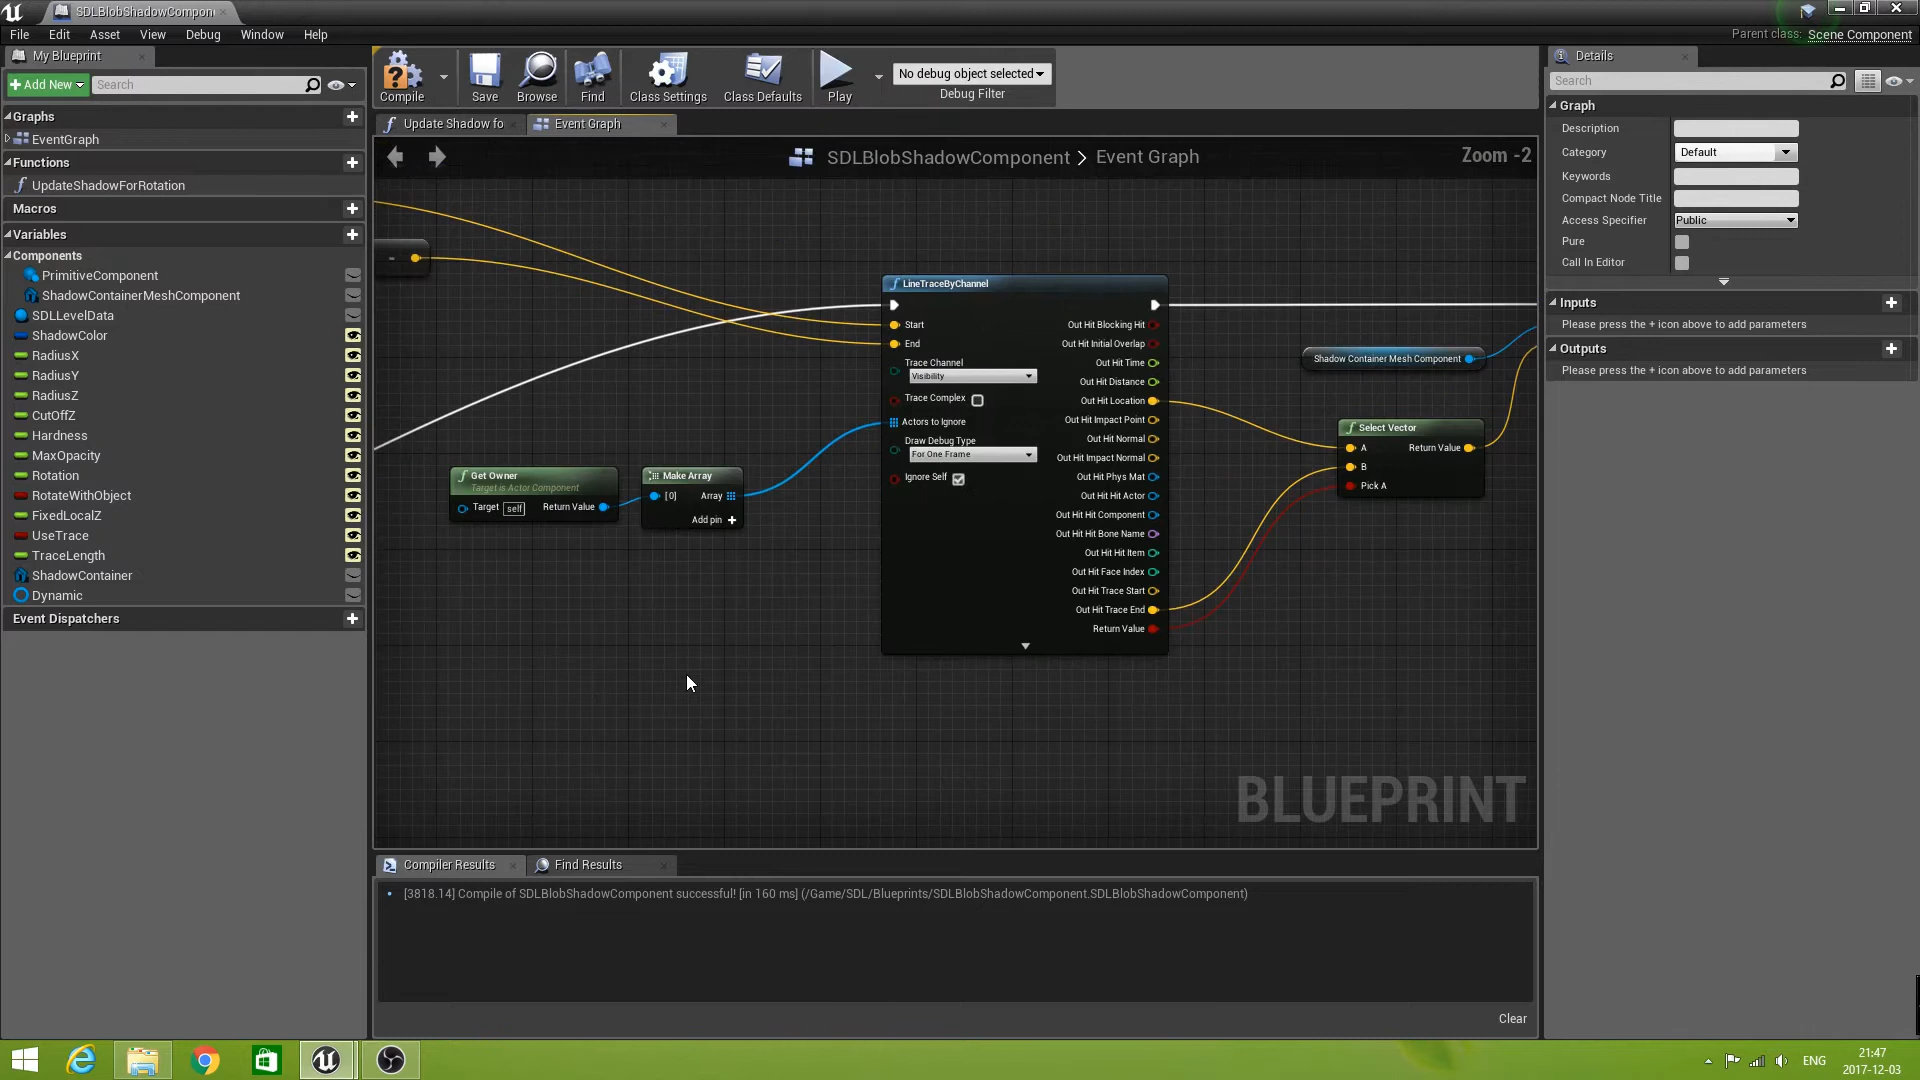 SDLBlobShadowComponen
File Edit Asset View Debug Window Help
Parent class: Scene Component
My Blueprint
Add New
Search
Graphs
EventGraph
Functions
UpdateShadowForRotation
Macros
Variables
Components
PrimitiveComponent
ShadowContainerMeshComponent
SDLLevelData
ShadowColor
RadiusX
RadiusY
RadiusZ
CutOffZ
Hardness
MaxOpacity
Rotation
RotateWithObject
FixedLocalZ
UseTrace
TraceLength
ShadowContainer
Dynamic
Event Dispatchers
Compile
Save
Browse
Find
Class Settings
Class Defaults
Play
No debug object selected
Debug Filter
Update Shadow fo
Event Graph
SDLBlobShadowComponent > Event Graph
Zoom -2
Get Owner
Target is Actor Component
Target self
Return Value
Make Array
[0]
Array
Add pin +
LineTraceByChannel
Start
End
Trace Channel
Visibility
Trace Complex
Actors to Ignore
Draw Debug Type
For One Frame
Ignore Self
Out Hit Blocking Hit
Out Hit Initial Overlap
Out Hit Time
Out Hit Distance
Out Hit Location
Out Hit Impact Point
Out Hit Normal
Out Hit Impact Normal
Out Hit Phys Mat
Out Hit Actor
Out Hit Component
Out Hit Bone Name
Out Hit Hit Item
Out Hit Face Index
Out Hit Trace Start
Out Hit Trace End
Return Value
Shadow Container Mesh Component
Select Vector
A
B
Pick A
Return Value
BLUEPRINT
Compiler Results
Find Results
[3818.14] Compile of SDLBlobShadowComponent successful! [in 160 ms] (/Game/SDL/Blueprints/SDLBlobShadowComponent.SDLBlobShadowComponent)
Clear
Details
Search
Graph
Description
Category
Default
Keywords
Compact Node Title
Access Specifier
Public
Pure
Call In Editor
Inputs
Please press the + icon above to add parameters
Outputs
Please press the + icon above to add parameters
ENG
21:47
2017-12-03